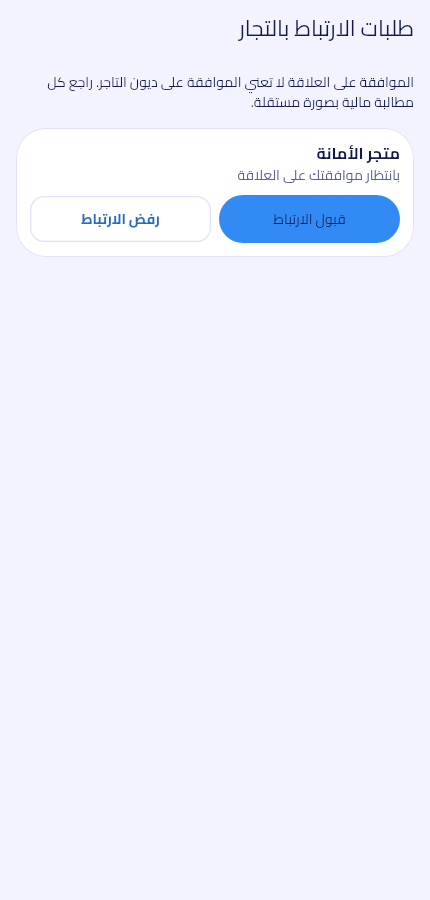 طلبات الارتباط بالتجار
الموافقة على العلاقة لا تعني الموافقة على ديون التاجر. راجع كل
مطالبة مالية بصورة مستقلة.
متجر الأمانة
بانتظار موافقتك على العلاقة
قبول الارتباط
رفض الارتباط